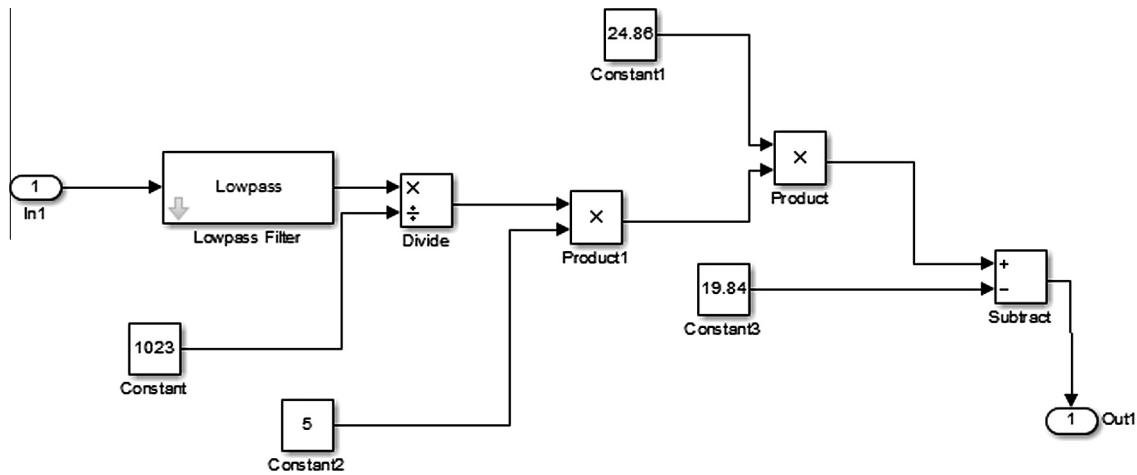 24.86
Constant1
1
In1
Lowpass
Lowpass Filter
×
÷
Divide
×
Product1
×
Product
19.84
Constant3
+
−
Subtract
1023
Constant
5
Constant2
1
Out1